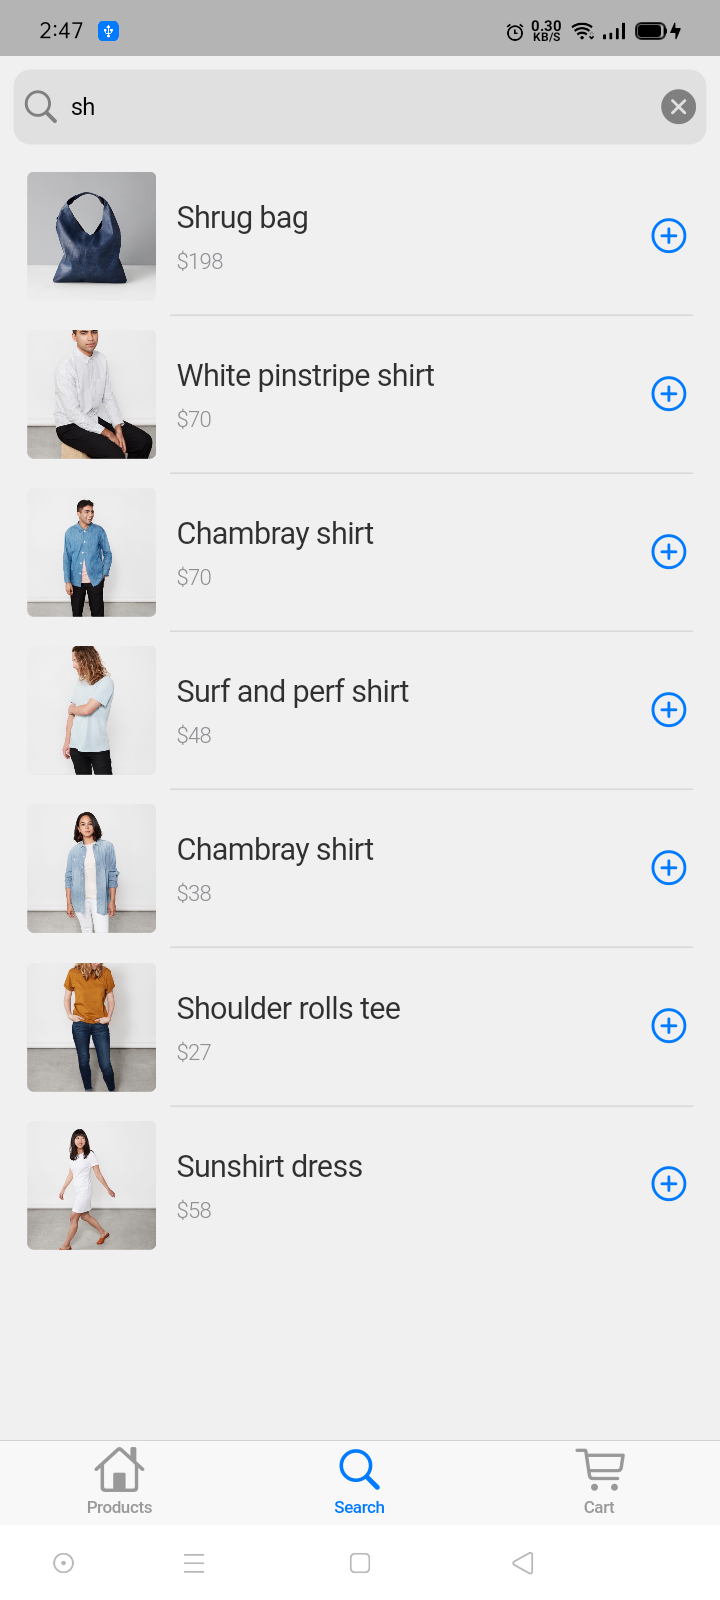 2:47
0.30
KB/S
sh
Shrug bag
$198
White pinstripe shirt
$70
Chambray shirt
$70
Surf and perf shirt
$48
Chambray shirt
$38
Shoulder rolls tee
$27
Sunshirt dress
$58
Products
Search
Cart